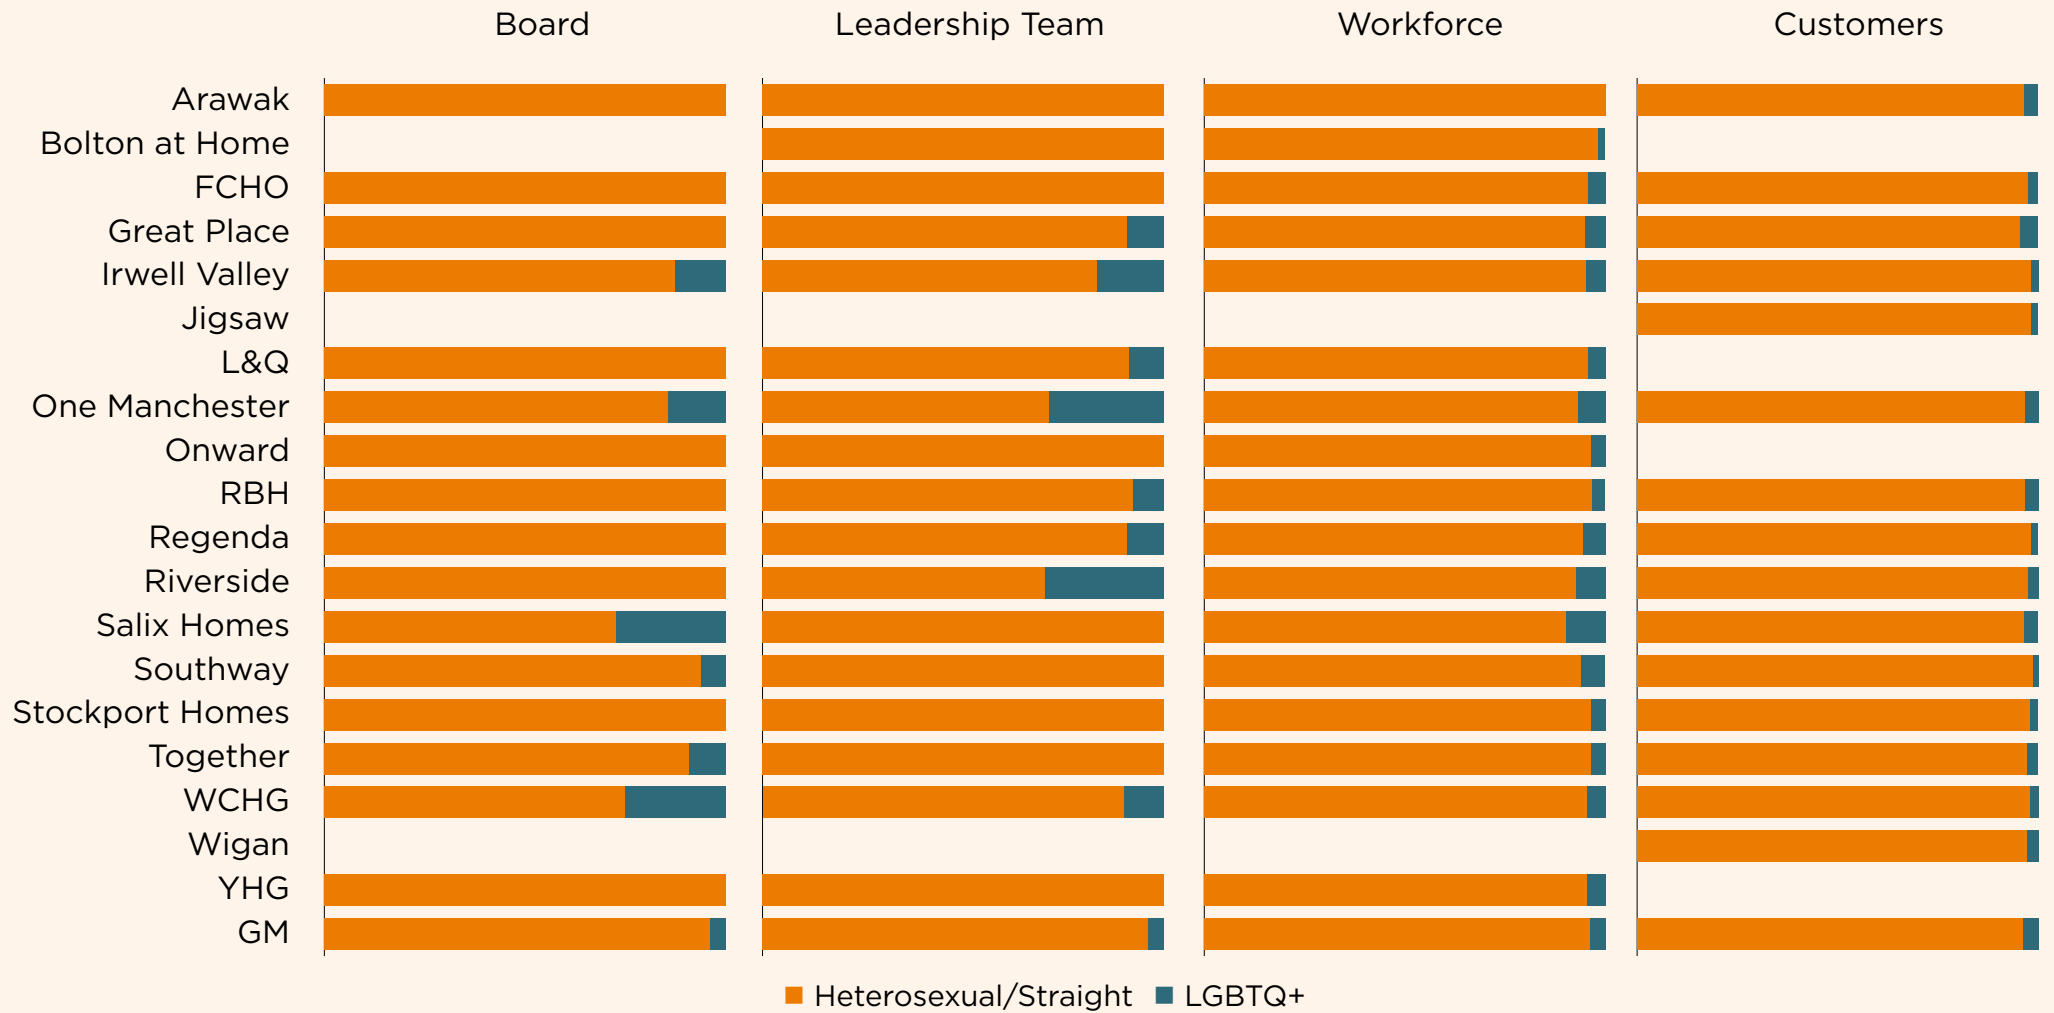 Board Leadership Team Workforce Customers
Arawak
Bolton at Home
FCHO
Great Place
Irwell Valley
Jigsaw
L&Q
One Manchester
Onward
RBH
Regenda
Riverside
Salix Homes
Southway
Stockport Homes
Together
WCHG
Wigan
YHG
GM
Heterosexual/Straight LGBTQ+